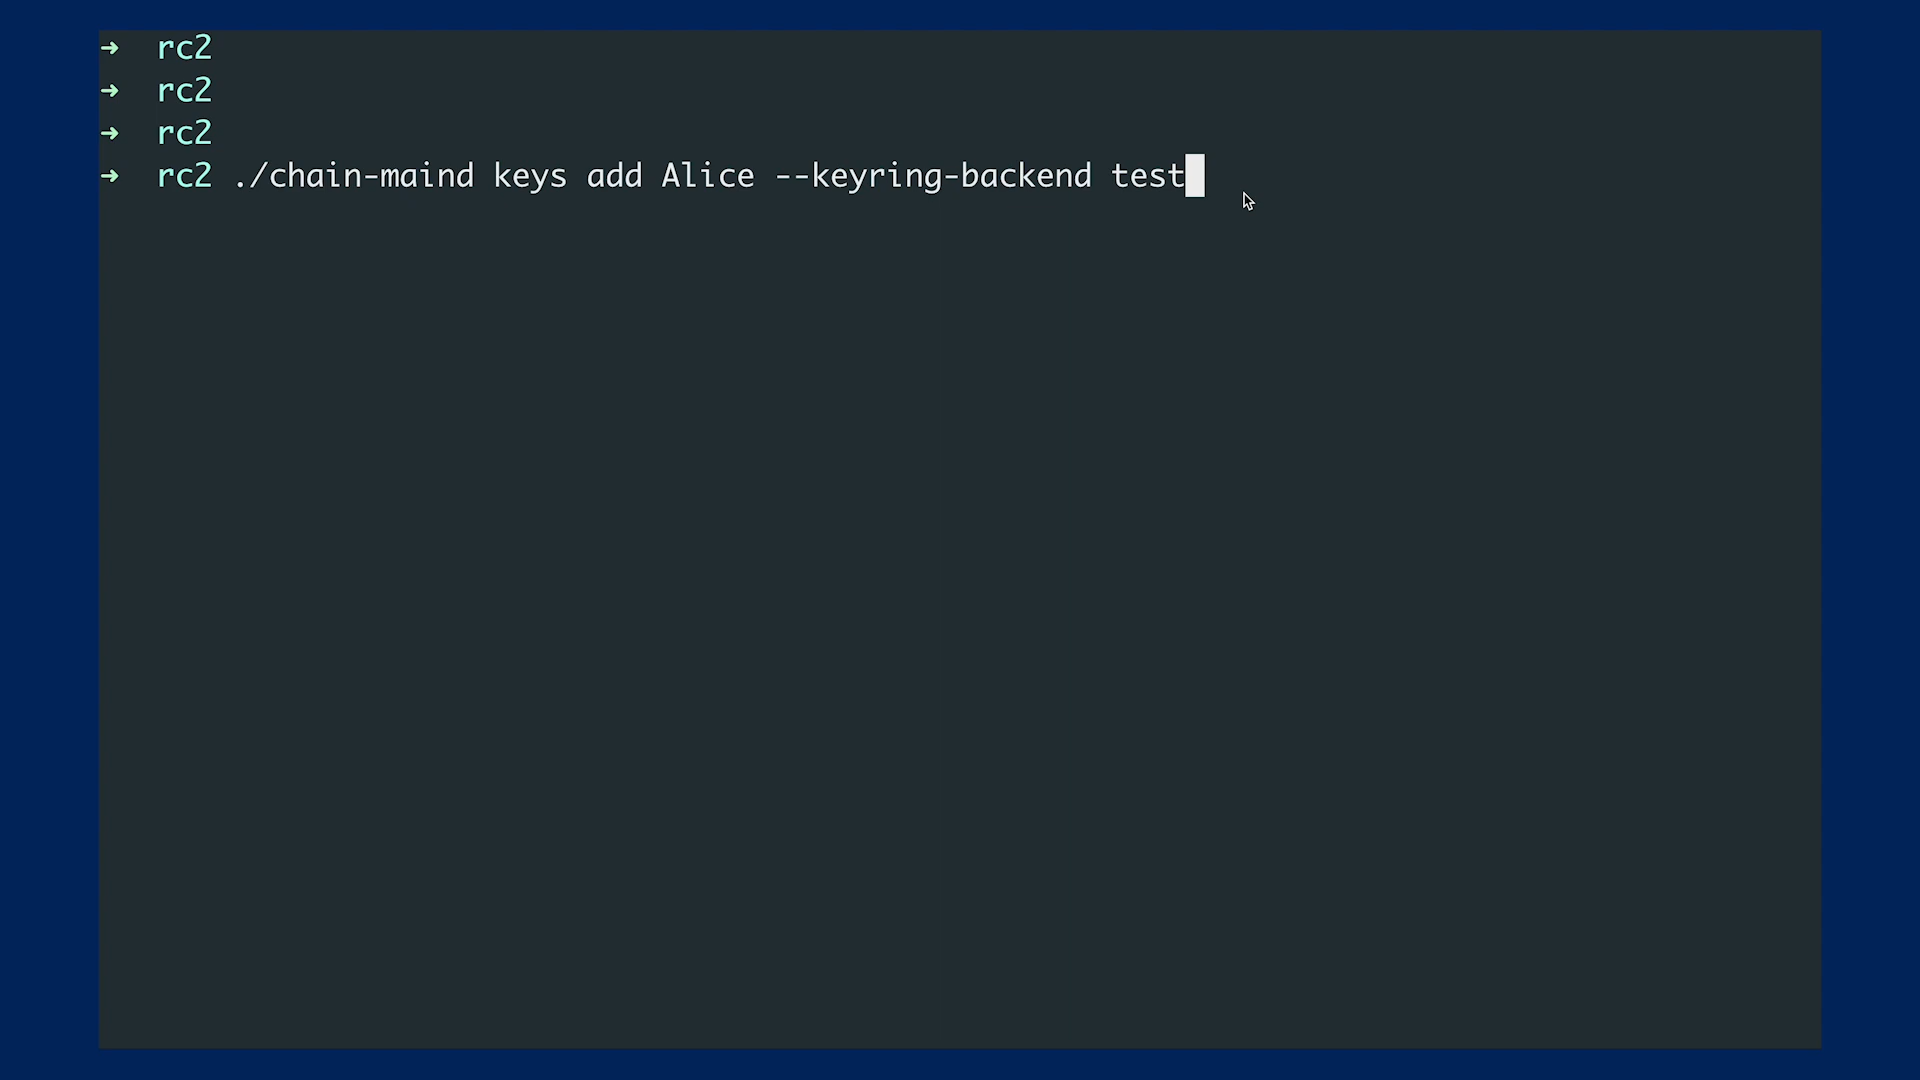 ➜ rc2
➜ rc2
➜ rc2
➜ rc2 ./chain-maind keys add Alice --keyring-backend test